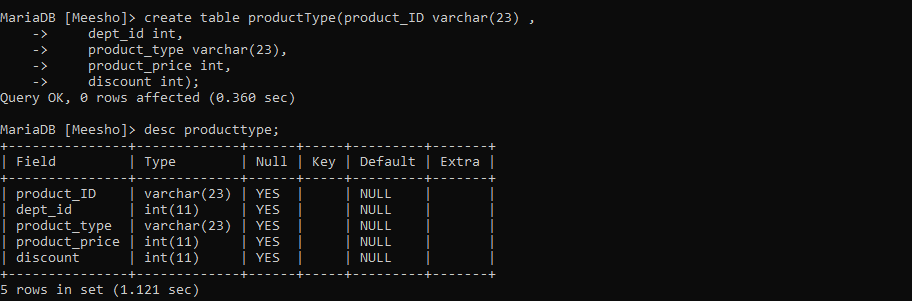 MariaDB [Meesho]> create table productType(product_ID varchar(23) ,
    ->     dept_id int,
    ->     product_type varchar(23),
    ->     product_price int,
    ->     discount int);
Query OK, 0 rows affected (0.360 sec)

MariaDB [Meesho]> desc producttype;
+---------------+-------------+------+-----+---------+-------+
| Field         | Type        | Null | Key | Default | Extra |
+---------------+-------------+------+-----+---------+-------+
| product_ID    | varchar(23) | YES  |     | NULL    |       |
| dept_id       | int(11)     | YES  |     | NULL    |       |
| product_type  | varchar(23) | YES  |     | NULL    |       |
| product_price | int(11)     | YES  |     | NULL    |       |
| discount      | int(11)     | YES  |     | NULL    |       |
+---------------+-------------+------+-----+---------+-------+
5 rows in set (1.121 sec)